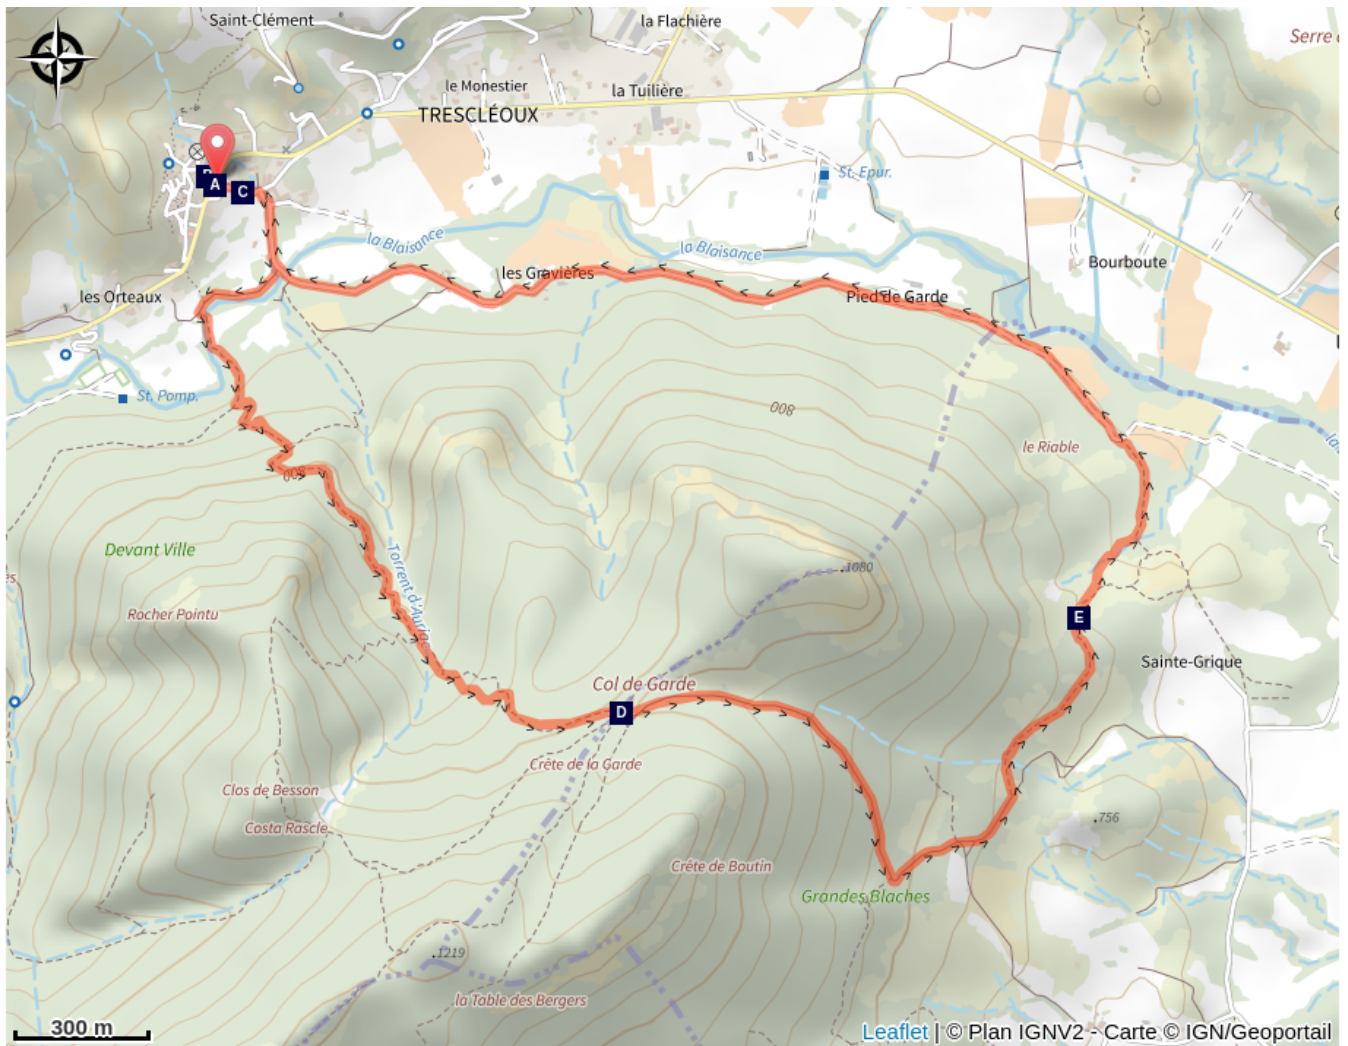 Saint-Clément
la Flachière
Serre
le Monestier
la Tuilière
TRESCLÉOUX
St. Epur.
A
C
la Blaisance
la Blaisance
Bourboute
les Gravières
les Orteaux
Pied de Garde
St. Pomp.
800
le Riable
800
Devant Ville
Torrent d'Auriac
.1080
Rocher Pointu
E
Sainte-Grique
Col de Garde
D
Crête de la Garde
Clos de Besson
.756
Costa Rascle
Crête de Boutin
Grandes Blaches
.1219
la Table des Bergers
300 m
Leaflet | © Plan IGNV2 - Carte © IGN/Geoportail